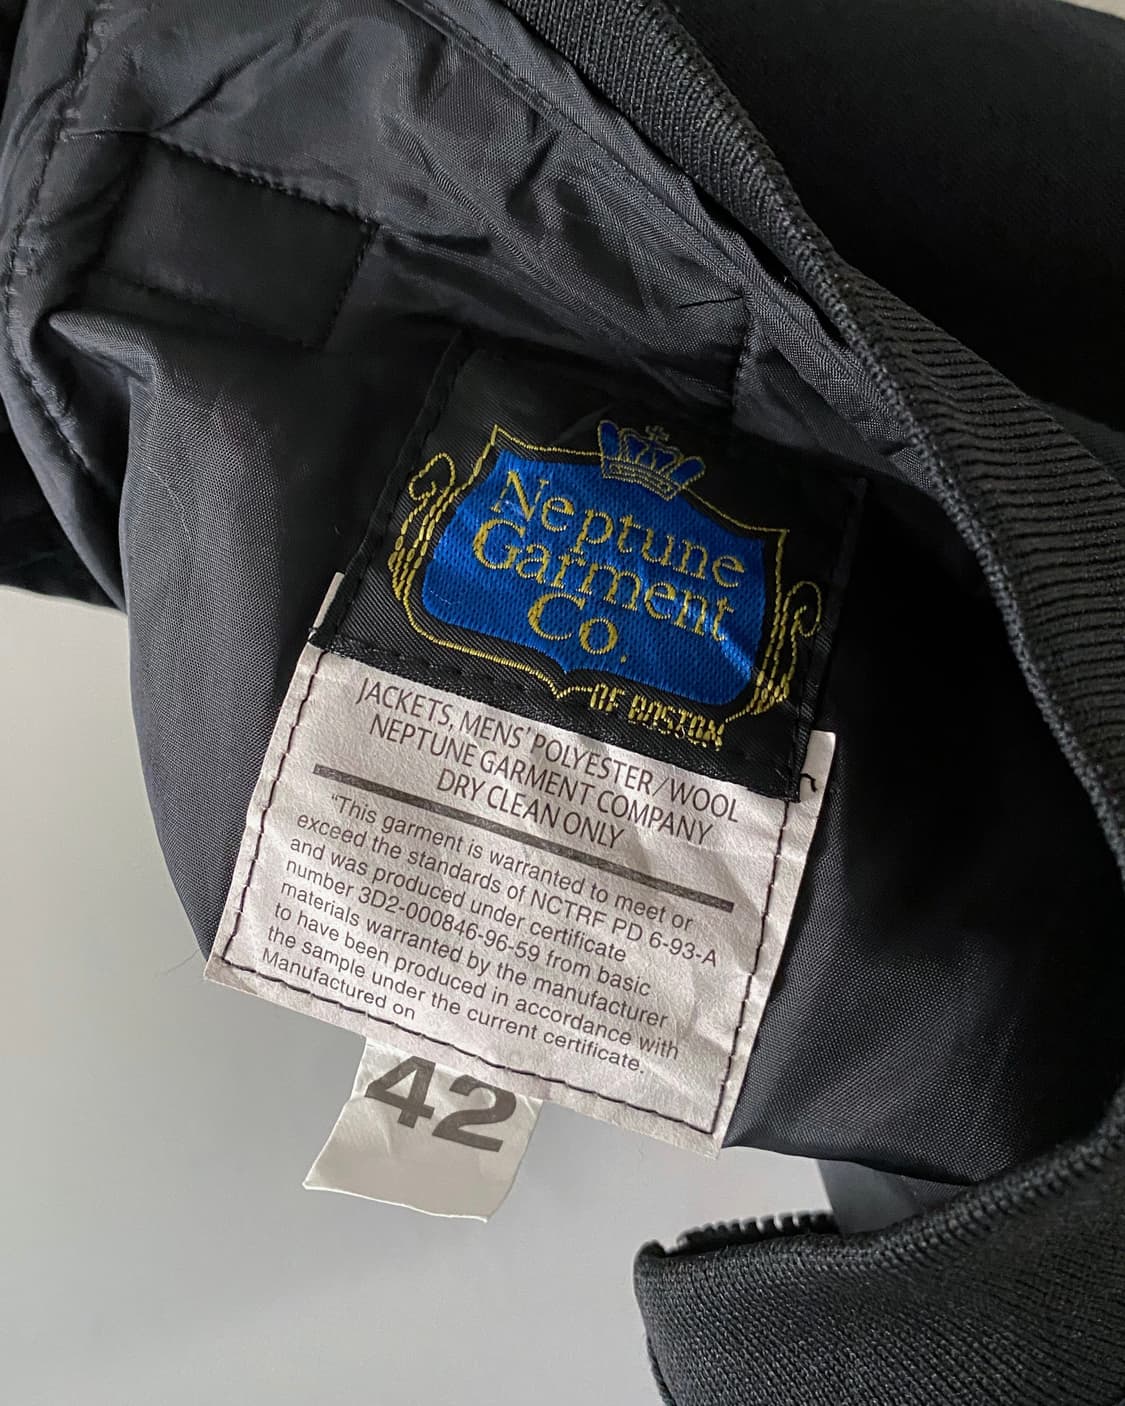 Neptune
Garment
Co.
OF BOSTON
JACKETS, MENS' POLYESTER/WOOL
NEPTUNE GARMENT COMPANY
DRY CLEAN ONLY
"This garment is warranted to meet or
exceed the standards of NCTRF PD 6-93-A
and was produced under certificate
number 3D2-000846-96-59 from basic
materials warranted by the manufacturer
to have been produced in accordance with
the sample under the current certificate.
Manufactured on
42